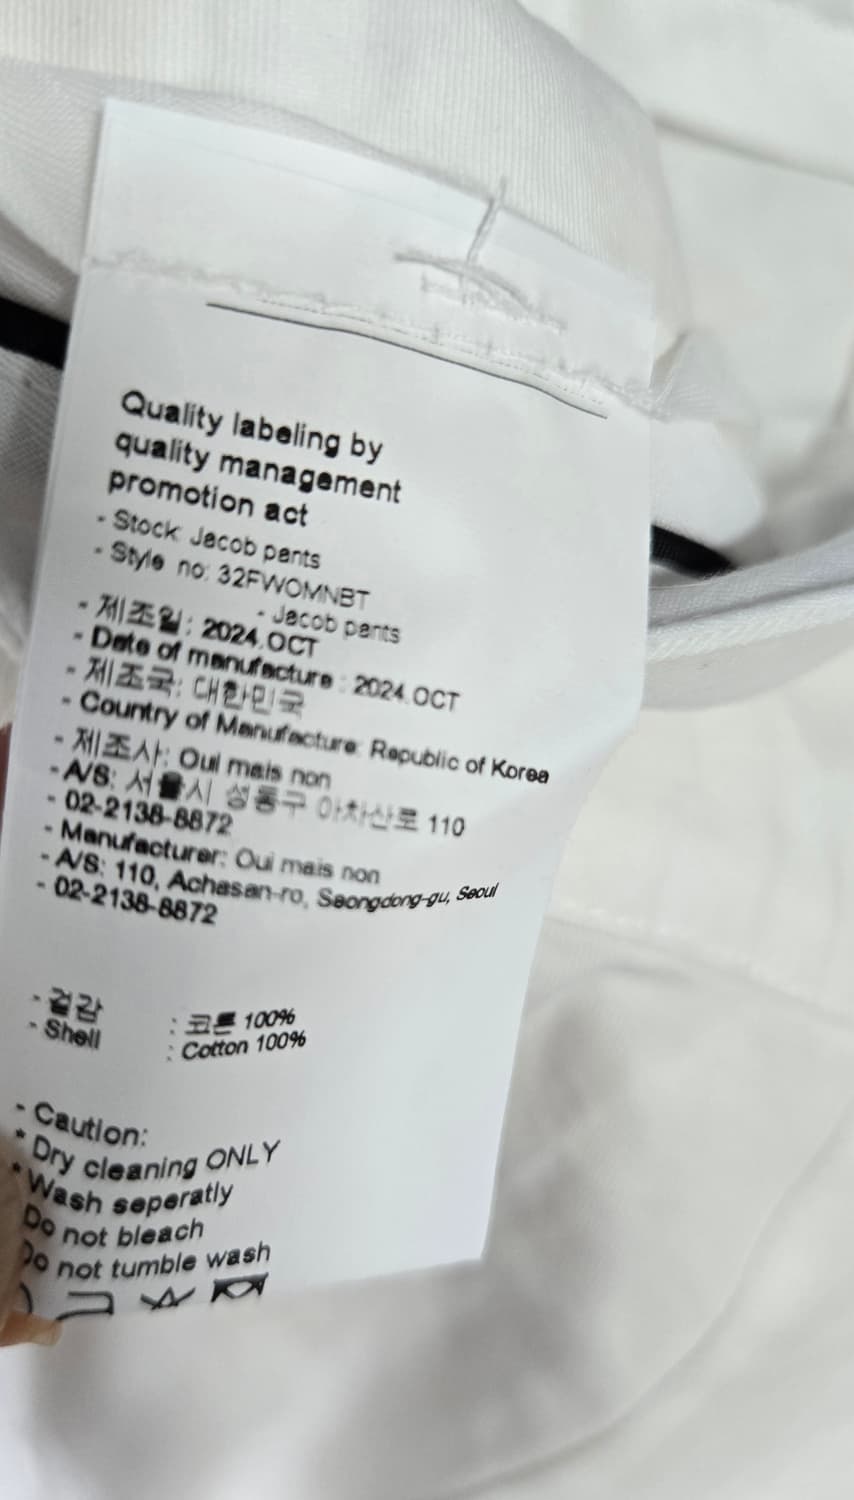 Quality labeling by
quality management
promotion act
- Stock: Jacob pants
- Style no: 32FWOMNBT
- Jacob pants
- 제조일: 2024.OCT
- Date of manufacture : 2024.OCT
- 제조국: 대한민국
- Country of Manufacture: Republic of Korea
- 제조사: Oui mais non
- A/S: 서울시 성동구 아차산로 110
- 02-2138-8872
- Manufacturer: Oui mais non
- A/S: 110, Achasan-ro, Seongdong-gu, Seoul
- 02-2138-8872
- 겉감 : 코튼 100%
- Shell : Cotton 100%
- Caution:
* Dry cleaning ONLY
* Wash seperatly
Do not bleach
Do not tumble wash